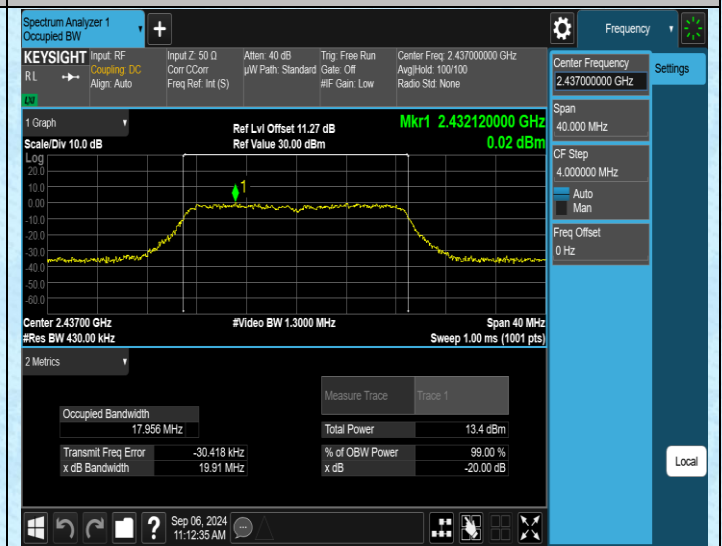 Spectrum Analyzer 1
Occupied BW
Frequency
KEYSIGHT
RL
LXI
Input: RF
Coupling: DC
Align: Auto
Input Z: 50 Ω
Corr CCorr
Freq Ref: Int (S)
Atten: 40 dB
µW Path: Standard
Trig: Free Run
Gate: Off
#IF Gain: Low
Center Freq: 2.437000000 GHz
Avg|Hold: 100/100
Radio Std: None
Center Frequency
2.437000000 GHz
Settings
Span
40.000 MHz
CF Step
4.000000 MHz
Auto
Man
Freq Offset
0 Hz
1 Graph
Scale/Div 10.0 dB
Ref Lvl Offset 11.27 dB
Ref Value 30.00 dBm
Mkr1 2.432120000 GHz
0.02 dBm
Log
20.0
10.0
0.00
-10.0
-20.0
-30.0
-40.0
-50.0
-60.0
1
Center 2.43700 GHz
#Res BW 430.00 kHz
#Video BW 1.3000 MHz
Span 40 MHz
Sweep 1.00 ms (1001 pts)
2 Metrics
Measure Trace Trace 1
Occupied Bandwidth
17.956 MHz
Total Power 13.4 dBm
Transmit Freq Error -30.418 kHz
% of OBW Power 99.00 %
x dB Bandwidth 19.91 MHz
x dB -20.00 dB
Local
?
Sep 06, 2024
11:12:35 AM